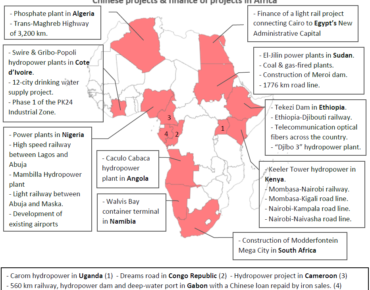 Chinese projects & finance of projects in Africa
- Phosphate plant in Algeria
- Trans-Maghreb Highway
of 3,200 km.
- Finance of a light rail project
connecting Cairo to Egypt's New
Administrative Capital
- Swire & Gribo-Popoli
hydropower plants in Cote
d'Ivoire.
- 12-city drinking water
supply project.
- Phase 1 of the PK24
Industrial Zone.
- El-Jilin power plants in Sudan.
- Coal & gas-fired plants.
- Construction of Meroi dam.
- 1776 km road line.
- Tekezi Dam in Ethiopia.
- Ethiopia-Djibouti railway.
- Telecommunication optical
fibers across the country.
- "Djibo 3" hydropower plant.
3
4
2
1
- Power plants in Nigeria
- High speed railway
between Lagos and
Abuja
- Mambilla Hydropower
plant
- Light railway between
Abuja and Maska.
- Development of
existing airports
- Caculo Cabaca
hydropower
plant in Angola
- Keeler Tower hydropower in
Kenya.
- Mombasa-Nairobi railway.
- Mombasa-Kigali road line.
- Nairobi-Kampala road line.
- Nairobi-Naivasha road line.
- Walvis Bay
container terminal
in Namibia
- Construction of Modderfontein
Mega City in South Africa
- Carom hydropower in Uganda (1) - Dreams road in Congo Republic (2) - Hydropower project in Cameroon (3)
- 560 km railway, hydropower dam and deep-water port in Gabon with a Chinese loan repaid by iron sales. (4)